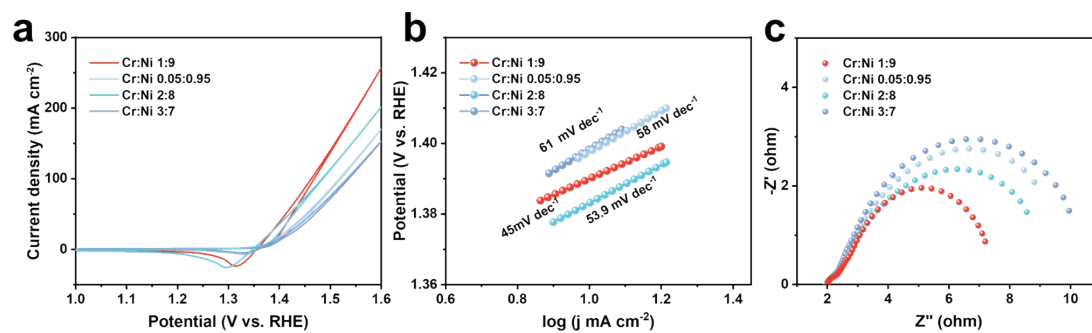 a
300
250
200
150
100
50
0
-50
Current density (mA cm⁻²)
Cr:Ni 1:9
Cr:Ni 0.05:0.95
Cr:Ni 2:8
Cr:Ni 3:7
1.0 1.1 1.2 1.3 1.4 1.5 1.6
Potential (V vs. RHE)
b
1.42
1.40
1.38
1.36
Potential (V vs. RHE)
Cr:Ni 1:9
Cr:Ni 0.05:0.95
Cr:Ni 2:8
Cr:Ni 3:7
61 mV dec⁻¹
58 mV dec⁻¹
45mV dec⁻¹
53.9 mV dec⁻¹
0.6 0.8 1.0 1.2 1.4
log (j mA cm⁻²)
c
4
2
0
-Z' (ohm)
Cr:Ni 1:9
Cr:Ni 0.05:0.95
Cr:Ni 2:8
Cr:Ni 3:7
2 4 6 8 10
Z'' (ohm)